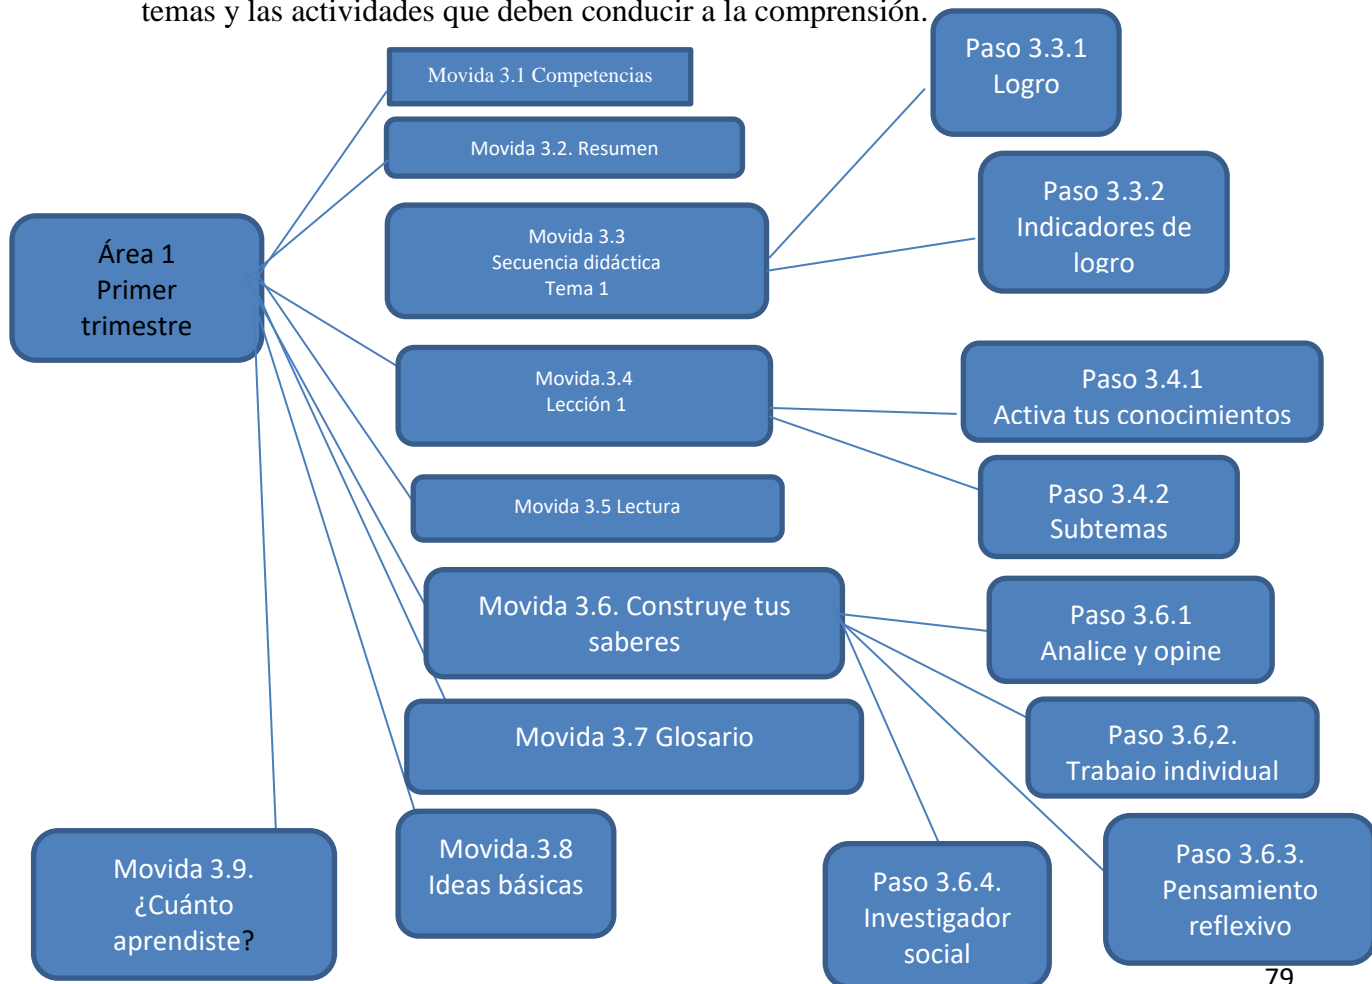 temas y las actividades que deben conducir a la comprensión.
Movida 3.1 Competencias
Movida 3.2. Resumen
Movida 3.3
Secuencia didáctica
Tema 1
Área 1
Primer
trimestre
Movida.3.4
Lección 1
Movida 3.5 Lectura
Movida 3.6. Construye tus
saberes
Movida 3.7 Glosario
Movida.3.8
Ideas básicas
Movida 3.9.
¿Cuánto
aprendiste?
Paso 3.3.1
Logro
Paso 3.3.2
Indicadores de
logro
Paso 3.4.1
Activa tus conocimientos
Paso 3.4.2
Subtemas
Paso 3.6.1
Analice y opine
Paso 3.6,2.
Trabajo individual
Paso 3.6.3.
Pensamiento
reflexivo
Paso 3.6.4.
Investigador
social
79